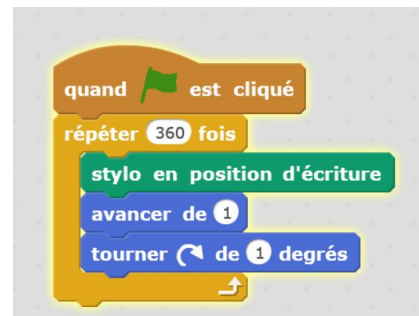 quand est cliqué
répéter 360 fois
stylo en position d'écriture
avancer de 1
tourner de 1 degrés